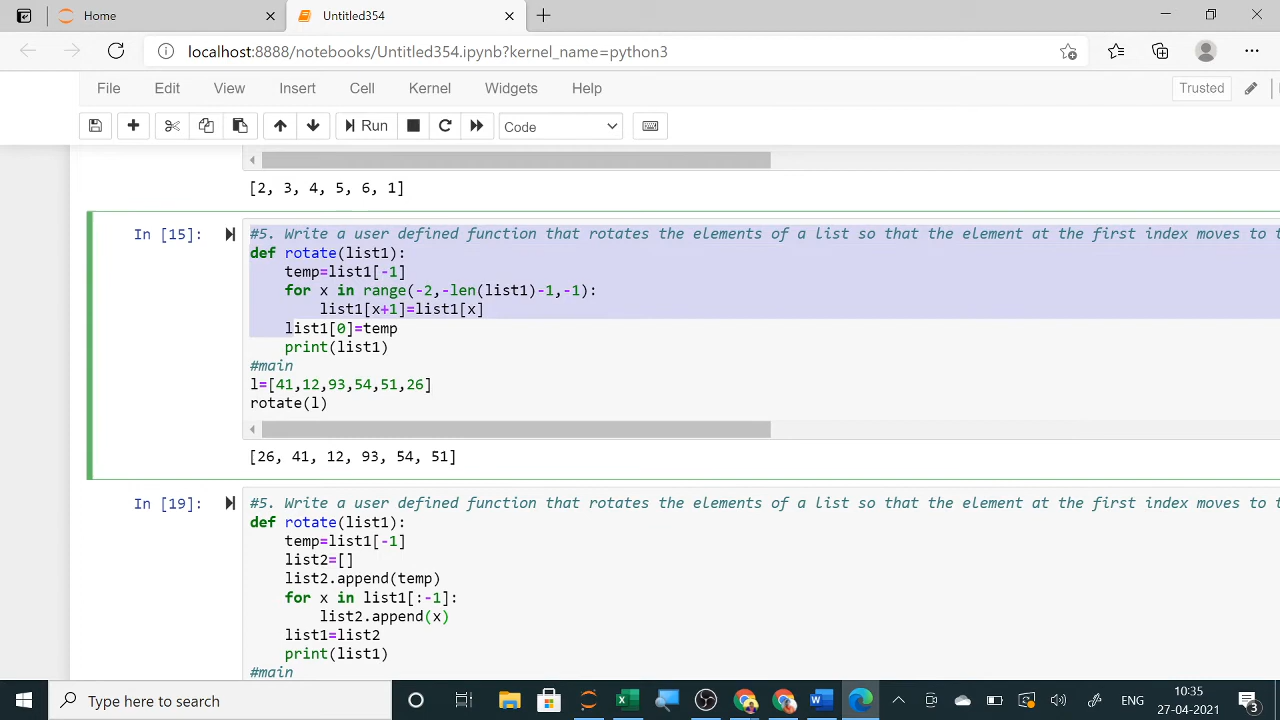 Home
Untitled354
localhost:8888/notebooks/Untitled354.ipynb?kernel_name=python3
File Edit View Insert Cell Kernel Widgets Help
Trusted
Run
Code
[2, 3, 4, 5, 6, 1]
In [15]:
#5. Write a user defined function that rotates the elements of a list so that the element at the first index moves to
def rotate(list1):
    temp=list1[-1]
    for x in range(-2,-len(list1)-1,-1):
        list1[x+1]=list1[x]
    list1[0]=temp
    print(list1)
#main
l=[41,12,93,54,51,26]
rotate(l)
[26, 41, 12, 93, 54, 51]
In [19]:
#5. Write a user defined function that rotates the elements of a list so that the element at the first index moves to
def rotate(list1):
    temp=list1[-1]
    list2=[]
    list2.append(temp)
    for x in list1[:-1]:
        list2.append(x)
    list1=list2
    print(list1)
#main
Type here to search
ENG
10:35
27-04-2021
3